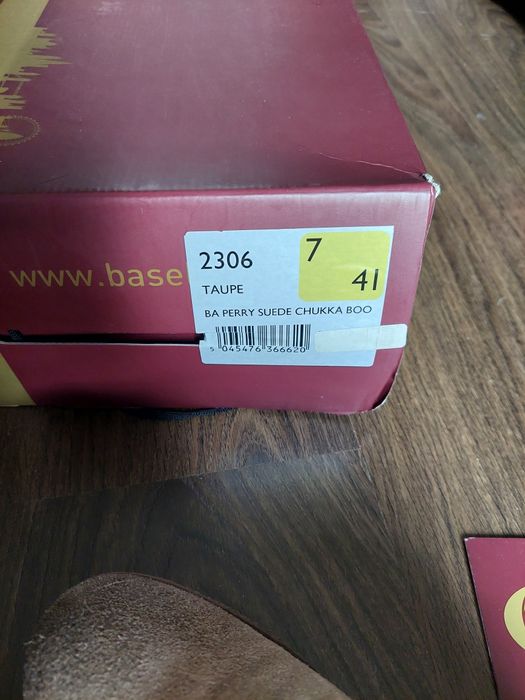 www.base
2306
7
41
TAUPE
BA PERRY SUEDE CHUKKA BOO
5 045476 366620